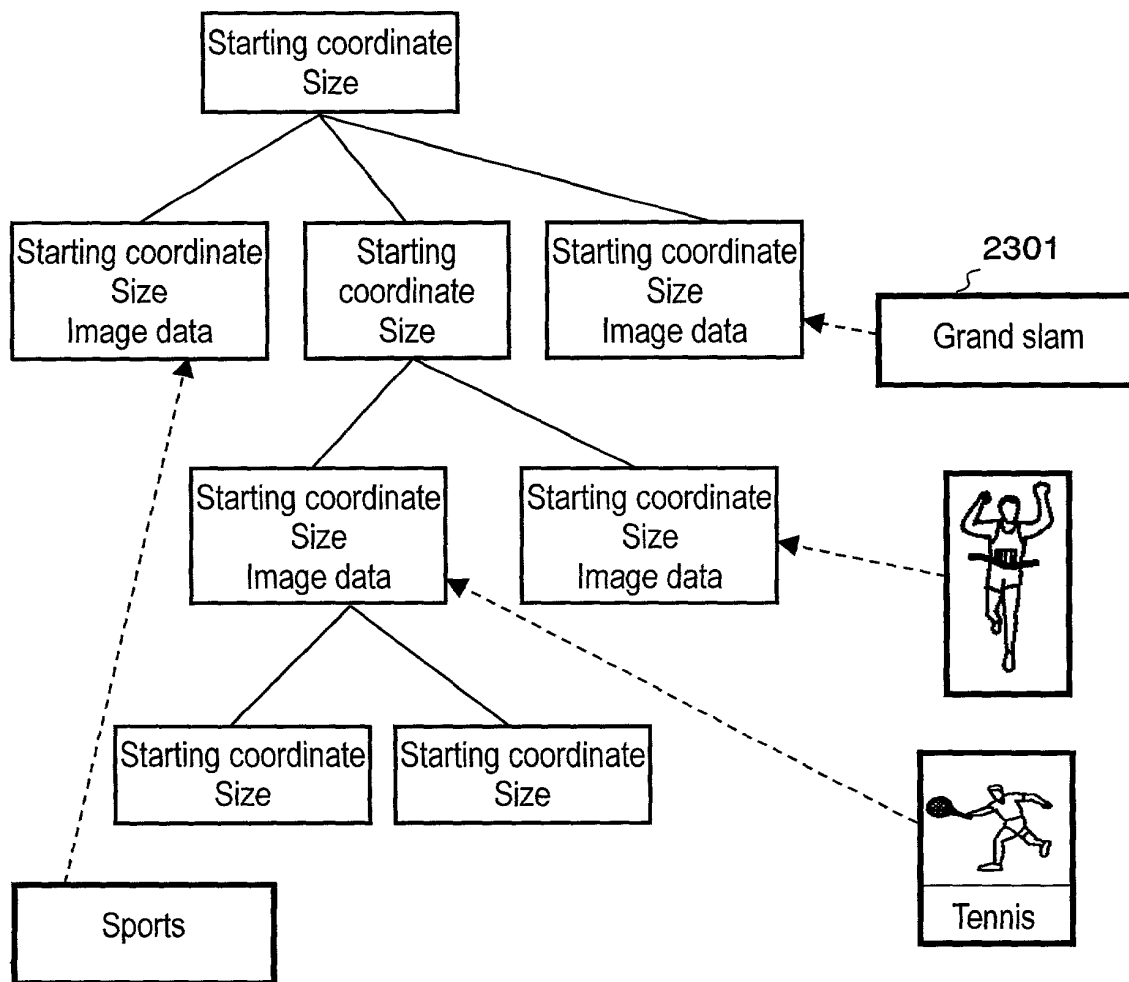 Starting coordinate
Size
Starting coordinate
Size
Image data
Starting
coordinate
Size
Starting coordinate
Size
Image data
2301
Grand slam
Starting coordinate
Size
Image data
Starting coordinate
Size
Image data
Starting coordinate
Size
Starting coordinate
Size
Sports
Tennis